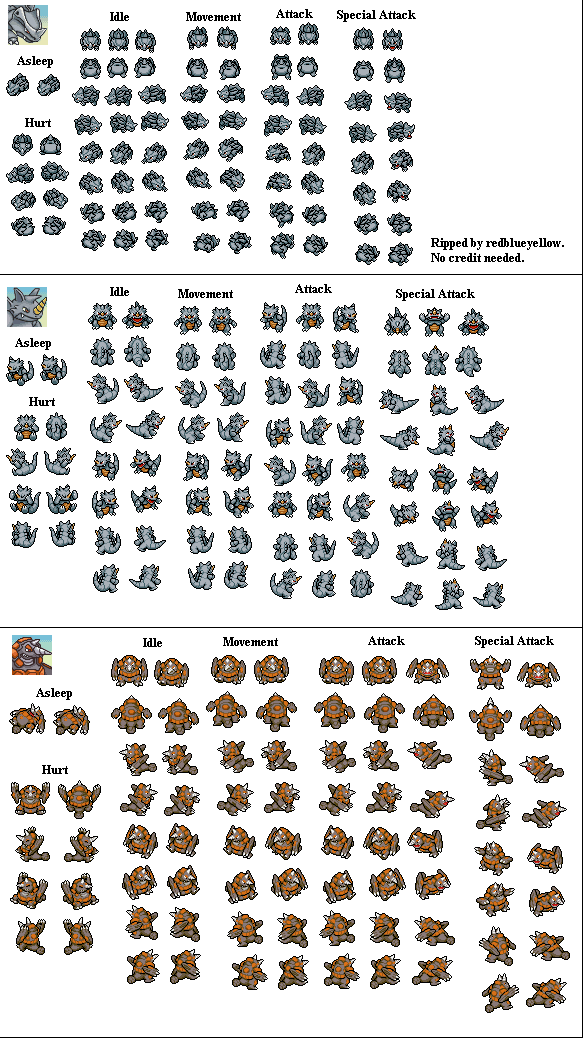 Idle
Movement
Attack
Special Attack
Asleep
Hurt
Ripped by redblueyellow.
No credit needed.
Idle
Movement
Attack
Special Attack
Asleep
Hurt
Idle
Movement
Attack
Special Attack
Asleep
Hurt